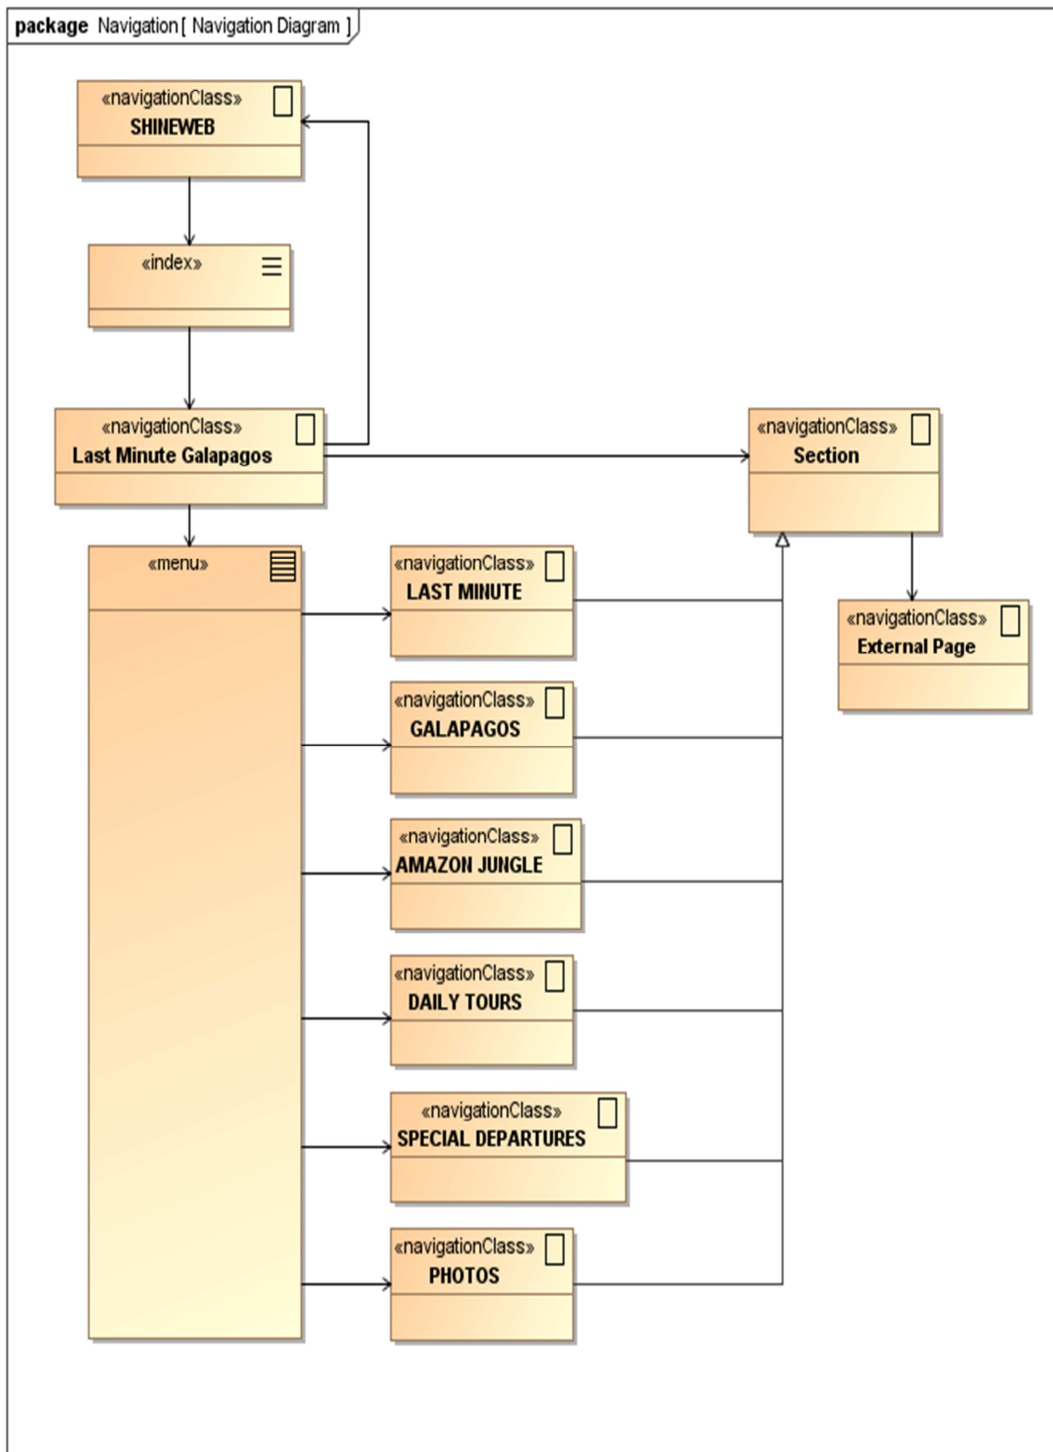 package Navigation [ Navigation Diagram ]
«navigationClass»
SHINEWEB
«index»
«navigationClass»
Last Minute Galapagos
«navigationClass»
Section
«menu»
«navigationClass»
LAST MINUTE
«navigationClass»
External Page
«navigationClass»
GALAPAGOS
«navigationClass»
AMAZON JUNGLE
«navigationClass»
DAILY TOURS
«navigationClass»
SPECIAL DEPARTURES
«navigationClass»
PHOTOS